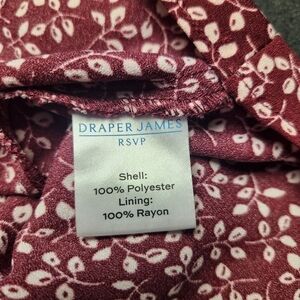 DRAPER JAMES
RSVP
Shell:
100% Polyester
Lining:
100% Rayon